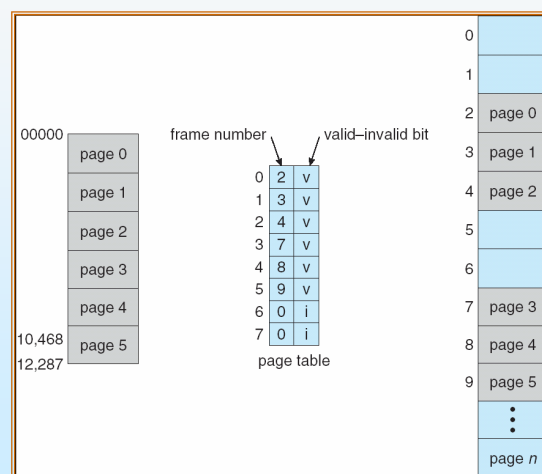 00000
page 0
page 1
page 2
page 3
page 4
page 5
10,468
12,287
frame number
valid–invalid bit
0 2 v
1 3 v
2 4 v
3 7 v
4 8 v
5 9 v
6 0 i
7 0 i
page table
0
1
2 page 0
3 page 1
4 page 2
5
6
7 page 3
8 page 4
9 page 5
page n